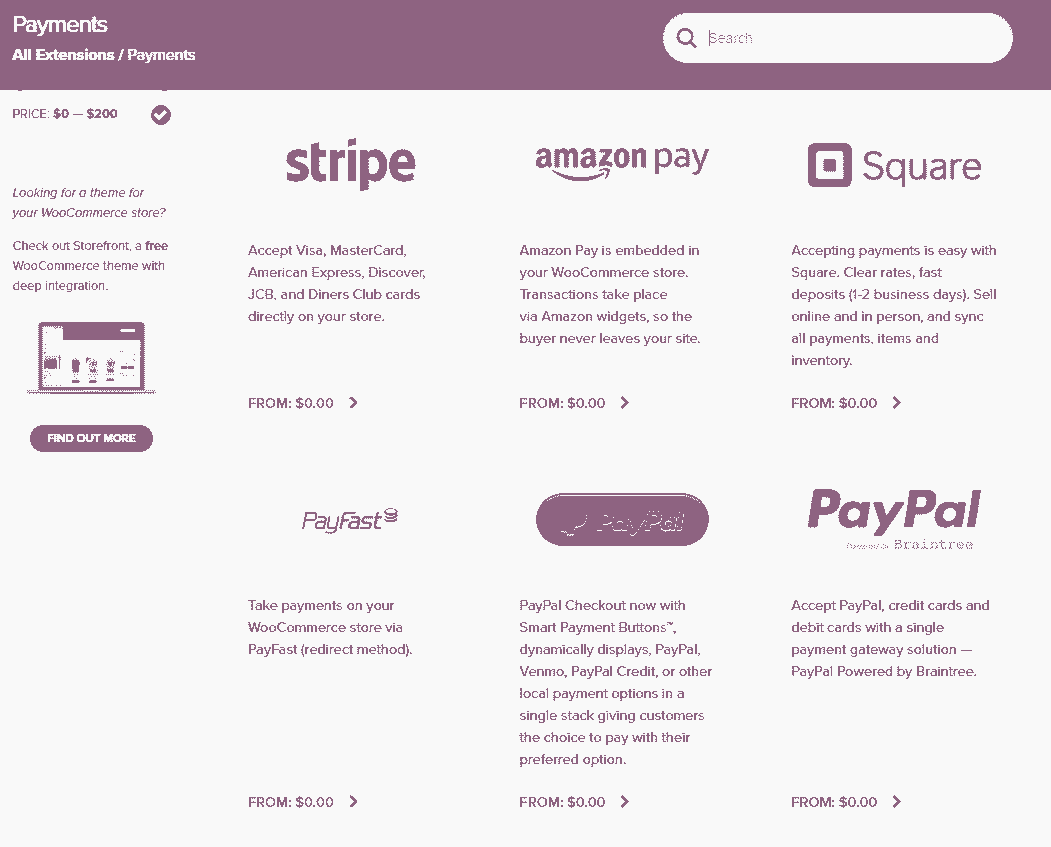 Payments
All Extensions / Payments
Search
PRICE: $0 — $200
Looking for a theme for
your WooCommerce store?
Check out Storefront, a free
WooCommerce theme with
deep integration.
FIND OUT MORE
stripe
Accept Visa, MasterCard,
American Express, Discover,
JCB, and Diners Club cards
directly on your store.
FROM: $0.00
amazon pay
Amazon Pay is embedded in
your WooCommerce store.
Transactions take place
via Amazon widgets, so the
buyer never leaves your site.
FROM: $0.00
Square
Accepting payments is easy with
Square. Clear rates, fast
deposits (1-2 business days). Sell
online and in person, and sync
all payments, items and
inventory.
FROM: $0.00
PayFast
Take payments on your
WooCommerce store via
PayFast (redirect method).
FROM: $0.00
PayPal
PayPal Checkout now with
Smart Payment Buttons™,
dynamically displays, PayPal,
Venmo, PayPal Credit, or other
local payment options in a
single stack giving customers
the choice to pay with their
preferred option.
FROM: $0.00
PayPal
Braintree
Accept PayPal, credit cards and
debit cards with a single
payment gateway solution —
PayPal Powered by Braintree.
FROM: $0.00